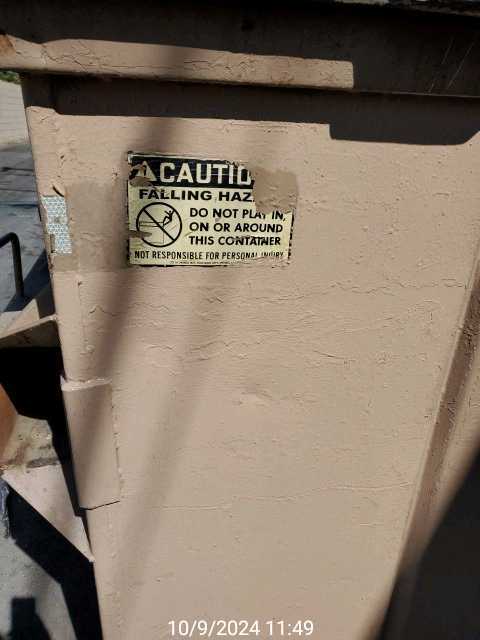 CAUTIO
FALLING HAZ
DO NOT PLAY IN,
ON OR AROUND
THIS CONTAINER
NOT RESPONSIBLE FOR PERSONAL INJURY
10/9/2024 11:49